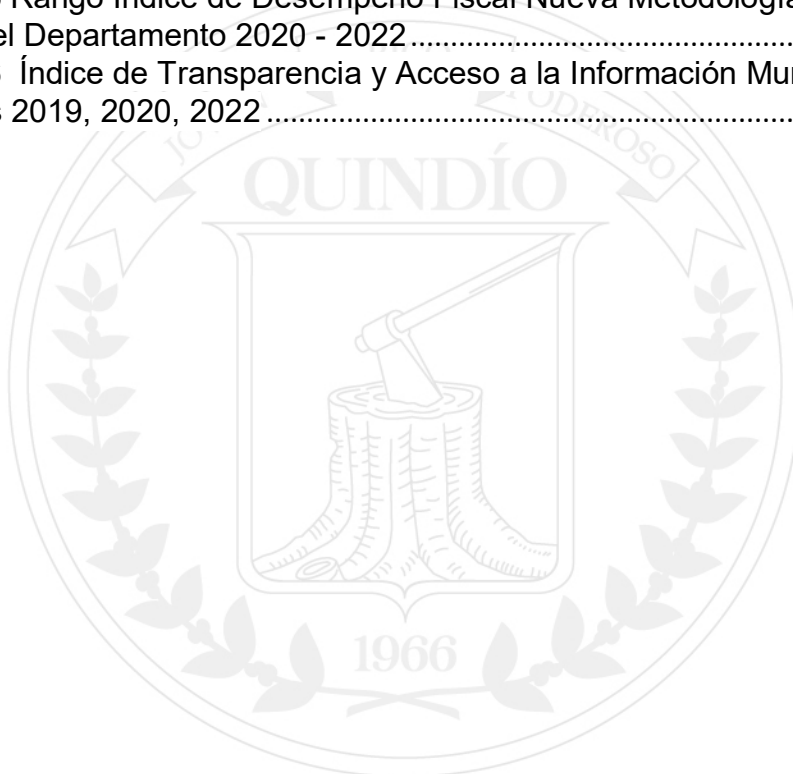 Rango Índice de Desempeño Fiscal Nueva Metodología
el Departamento 2020 - 2022
Índice de Transparencia y Acceso a la Información
2019, 2020, 2022
PODEROSO
QUINDÍO
1966